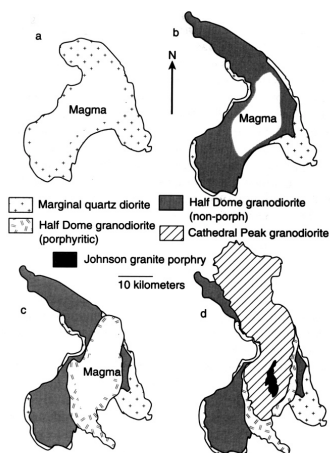 a
b
N
Magma
Magma
Marginal quartz diorite
Half Dome granodiorite
(non-porph)
Half Dome granodiorite
(porphyritic)
Cathedral Peak granodiorite
Johnson granite porphry
10 kilometers
c
d
Magma